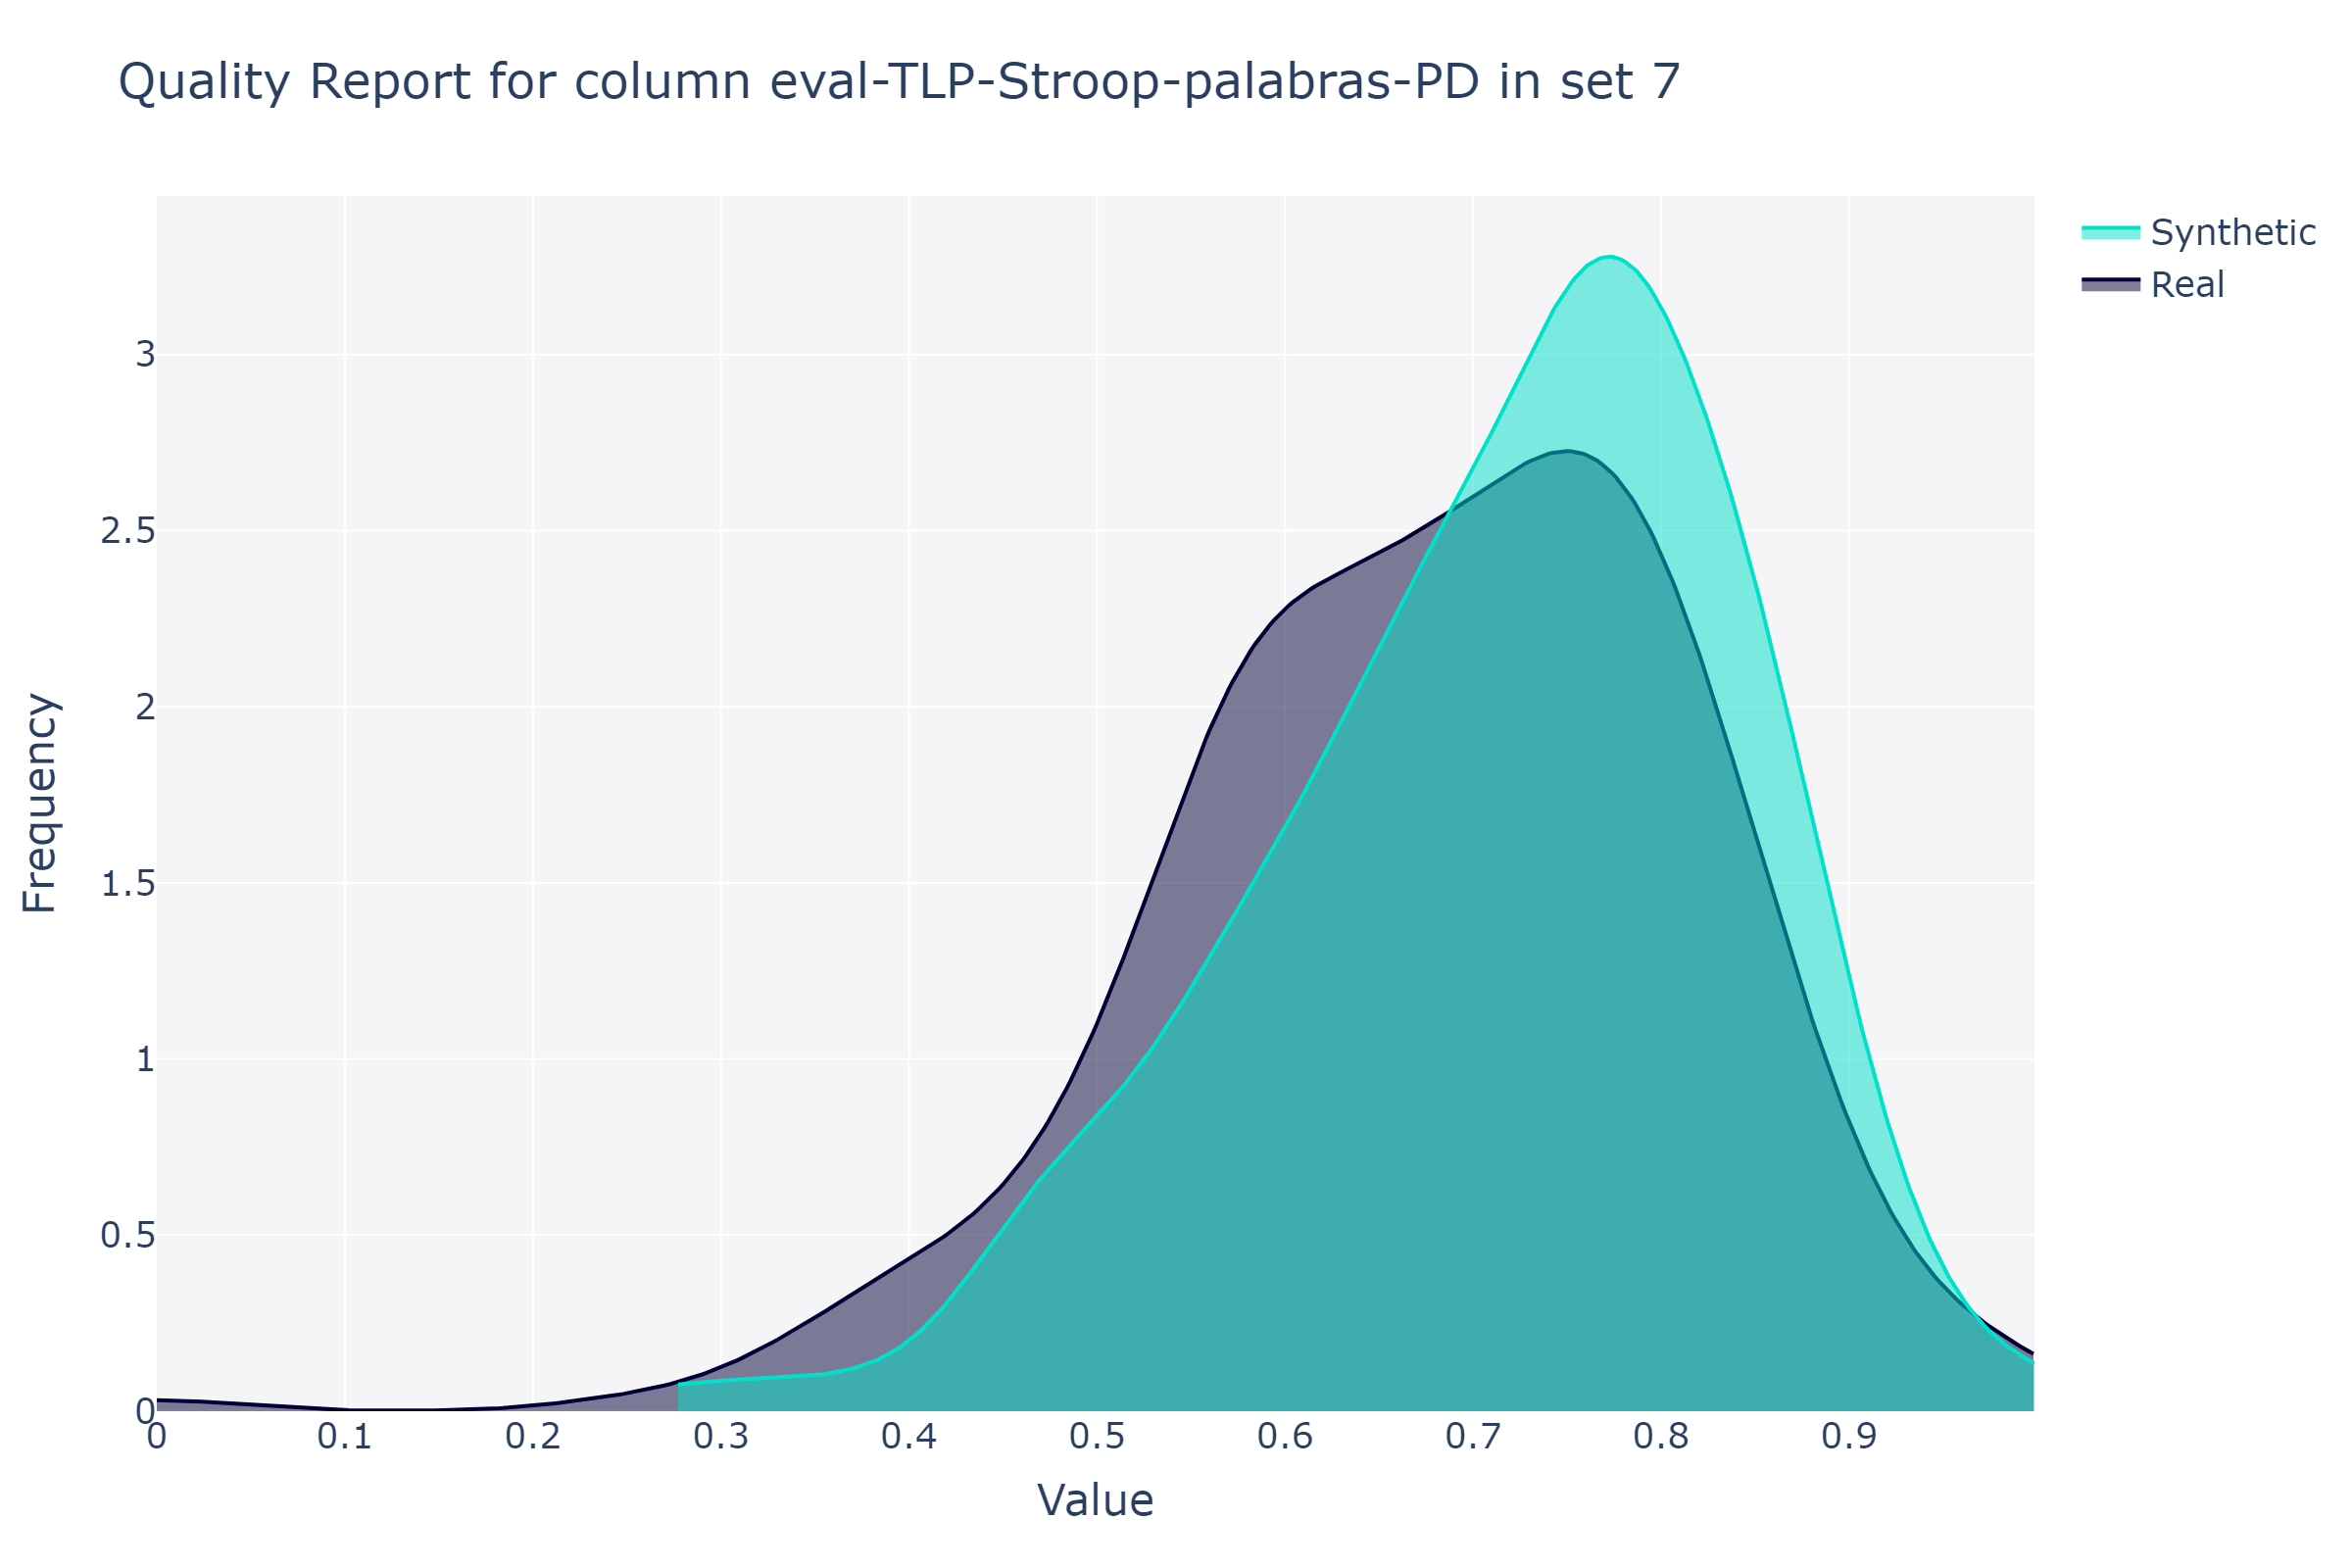 Quality Report for column eval-TLP-Stroop-palabras-PD in set 7
Synthetic
Real
3
2.5
2
1.5
1
0.5
0
Frequency
0 0.1 0.2 0.3 0.4 0.5 0.6 0.7 0.8 0.9
Value